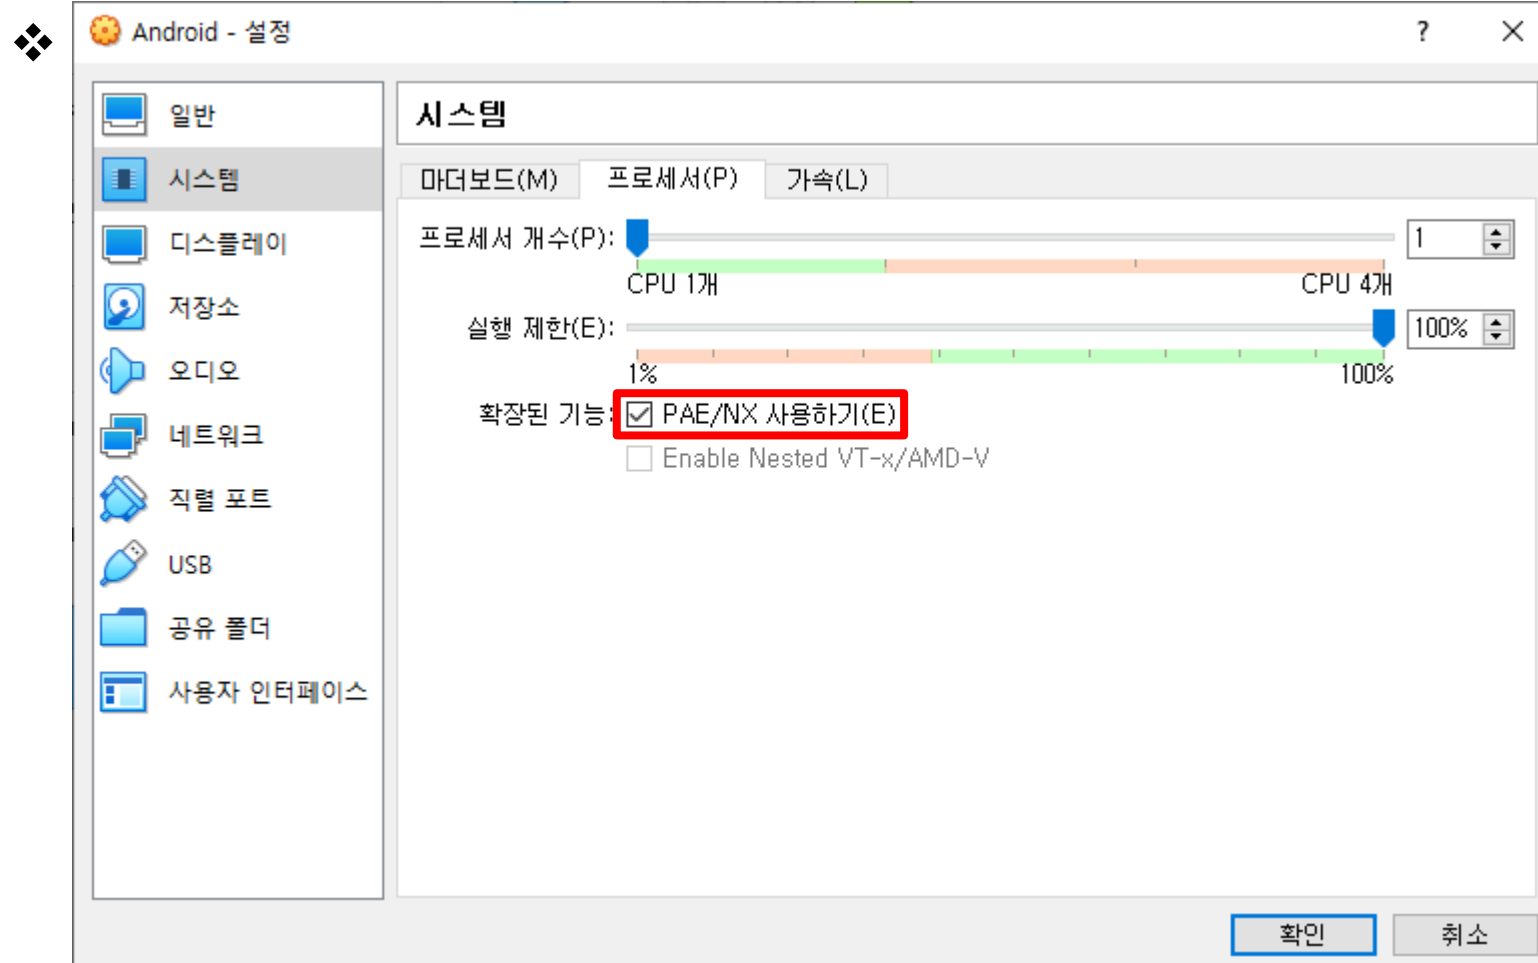 ❖
Android - 설정
?
일반
시스템
디스플레이
저장소
오디오
네트워크
직렬 포트
USB
공유 폴더
사용자 인터페이스
시스템
마더보드(M) 프로세서(P) 가속(L)
프로세서 개수(P): 1
CPU 1개 CPU 4개
실행 제한(E): 100%
1% 100%
확장된 기능: PAE/NX 사용하기(E)
Enable Nested VT-x/AMD-V
확인 취소